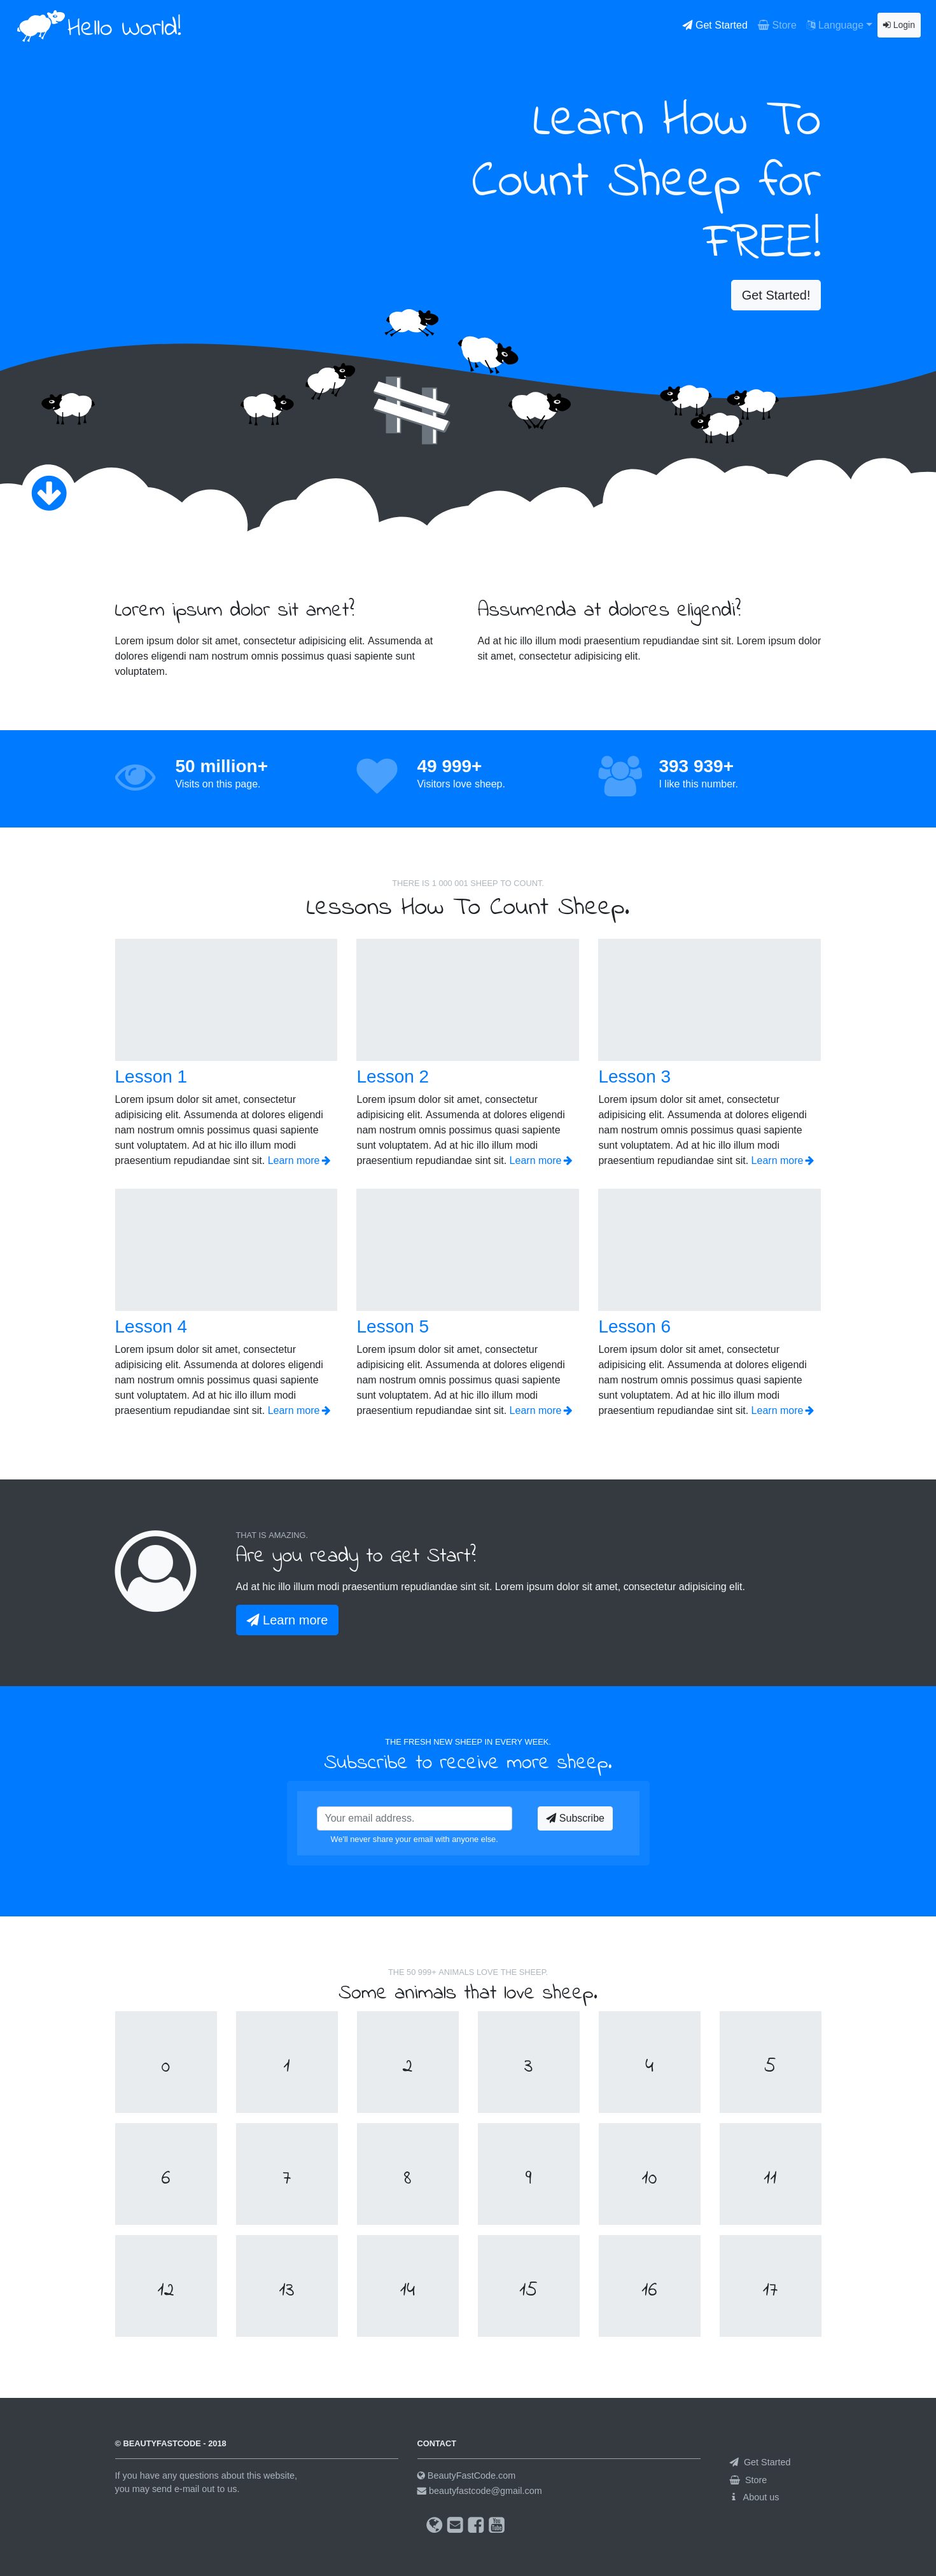 Hello world!
Get Started
Store
Language
Login
Learn How To
Count Sheep for
FREE!
Get Started!
Lorem ipsum dolor sit amet?
Lorem ipsum dolor sit amet, consectetur adipisicing elit. Assumenda at
dolores eligendi nam nostrum omnis possimus quasi sapiente sunt
voluptatem.
Assumenda at dolores eligendi?
Ad at hic illo illum modi praesentium repudiandae sint sit. Lorem ipsum dolor
sit amet, consectetur adipisicing elit.
50 million+
Visits on this page.
49 999+
Visitors love sheep.
393 939+
I like this number.
THERE IS 1 000 001 SHEEP TO COUNT.
Lessons How To Count Sheep.
Lesson 1
Lorem ipsum dolor sit amet, consectetur
adipisicing elit. Assumenda at dolores eligendi
nam nostrum omnis possimus quasi sapiente
sunt voluptatem. Ad at hic illo illum modi
praesentium repudiandae sint sit. Learn more
Lesson 2
Lorem ipsum dolor sit amet, consectetur
adipisicing elit. Assumenda at dolores eligendi
nam nostrum omnis possimus quasi sapiente
sunt voluptatem. Ad at hic illo illum modi
praesentium repudiandae sint sit. Learn more
Lesson 3
Lorem ipsum dolor sit amet, consectetur
adipisicing elit. Assumenda at dolores eligendi
nam nostrum omnis possimus quasi sapiente
sunt voluptatem. Ad at hic illo illum modi
praesentium repudiandae sint sit. Learn more
Lesson 4
Lorem ipsum dolor sit amet, consectetur
adipisicing elit. Assumenda at dolores eligendi
nam nostrum omnis possimus quasi sapiente
sunt voluptatem. Ad at hic illo illum modi
praesentium repudiandae sint sit. Learn more
Lesson 5
Lorem ipsum dolor sit amet, consectetur
adipisicing elit. Assumenda at dolores eligendi
nam nostrum omnis possimus quasi sapiente
sunt voluptatem. Ad at hic illo illum modi
praesentium repudiandae sint sit. Learn more
Lesson 6
Lorem ipsum dolor sit amet, consectetur
adipisicing elit. Assumenda at dolores eligendi
nam nostrum omnis possimus quasi sapiente
sunt voluptatem. Ad at hic illo illum modi
praesentium repudiandae sint sit. Learn more
THAT IS AMAZING.
Are you ready to Get Start?
Ad at hic illo illum modi praesentium repudiandae sint sit. Lorem ipsum dolor sit amet, consectetur adipisicing elit.
Learn more
THE FRESH NEW SHEEP IN EVERY WEEK.
Subscribe to receive more sheep.
Your email address.
Subscribe
We'll never share your email with anyone else.
THE 50 999+ ANIMALS LOVE THE SHEEP.
Some animals that love sheep.
0
1
2
3
4
5
6
7
8
9
10
11
12
13
14
15
16
17
© BEAUTYFASTCODE - 2018
If you have any questions about this website,
you may send e-mail out to us.
CONTACT
BeautyFastCode.com
beautyfastcode@gmail.com
You
Tube
Get Started
Store
About us